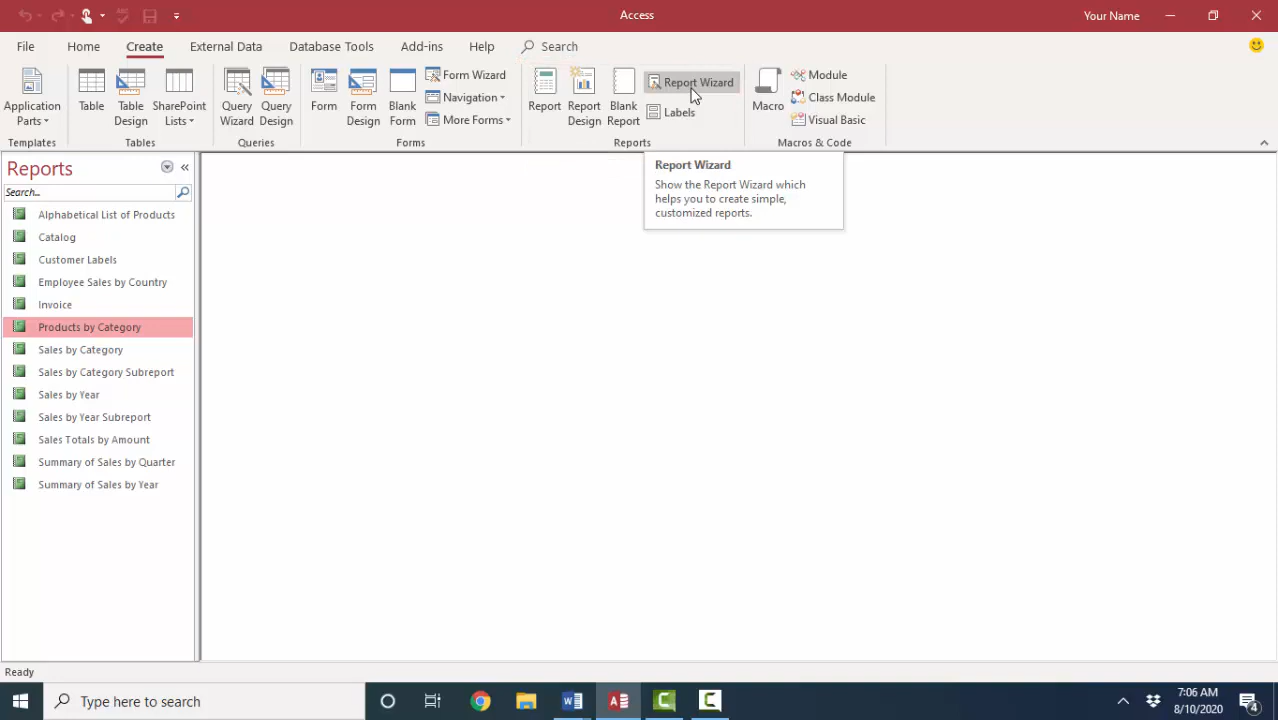 Access
Your Name
File Home Create External Data Database Tools Add-ins Help Search
Application Parts
Templates
Table
Table Design
SharePoint Lists
Tables
Query Wizard
Query Design
Queries
Form
Form Design
Blank Form
Form Wizard
Navigation
More Forms
Forms
Report
Report Design
Blank Report
Report Wizard
Labels
Reports
Macro
Module
Class Module
Visual Basic
Macros & Code
Report Wizard
Show the Report Wizard which
helps you to create simple,
customized reports.
Reports
Search...
Alphabetical List of Products
Catalog
Customer Labels
Employee Sales by Country
Invoice
Products by Category
Sales by Category
Sales by Category Subreport
Sales by Year
Sales by Year Subreport
Sales Totals by Amount
Summary of Sales by Quarter
Summary of Sales by Year
Ready
Type here to search
7:06 AM
8/10/2020
4